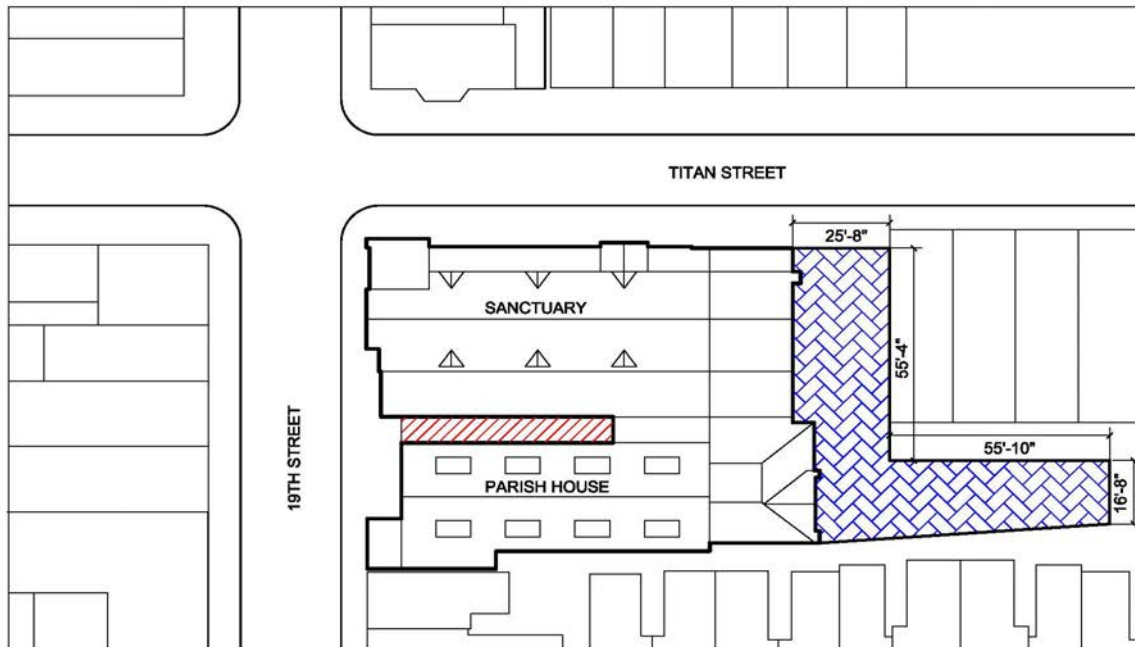 TITAN STREET
25'-8"
SANCTUARY
55'-4"
19TH STREET
55'-10"
PARISH HOUSE
16'-8"